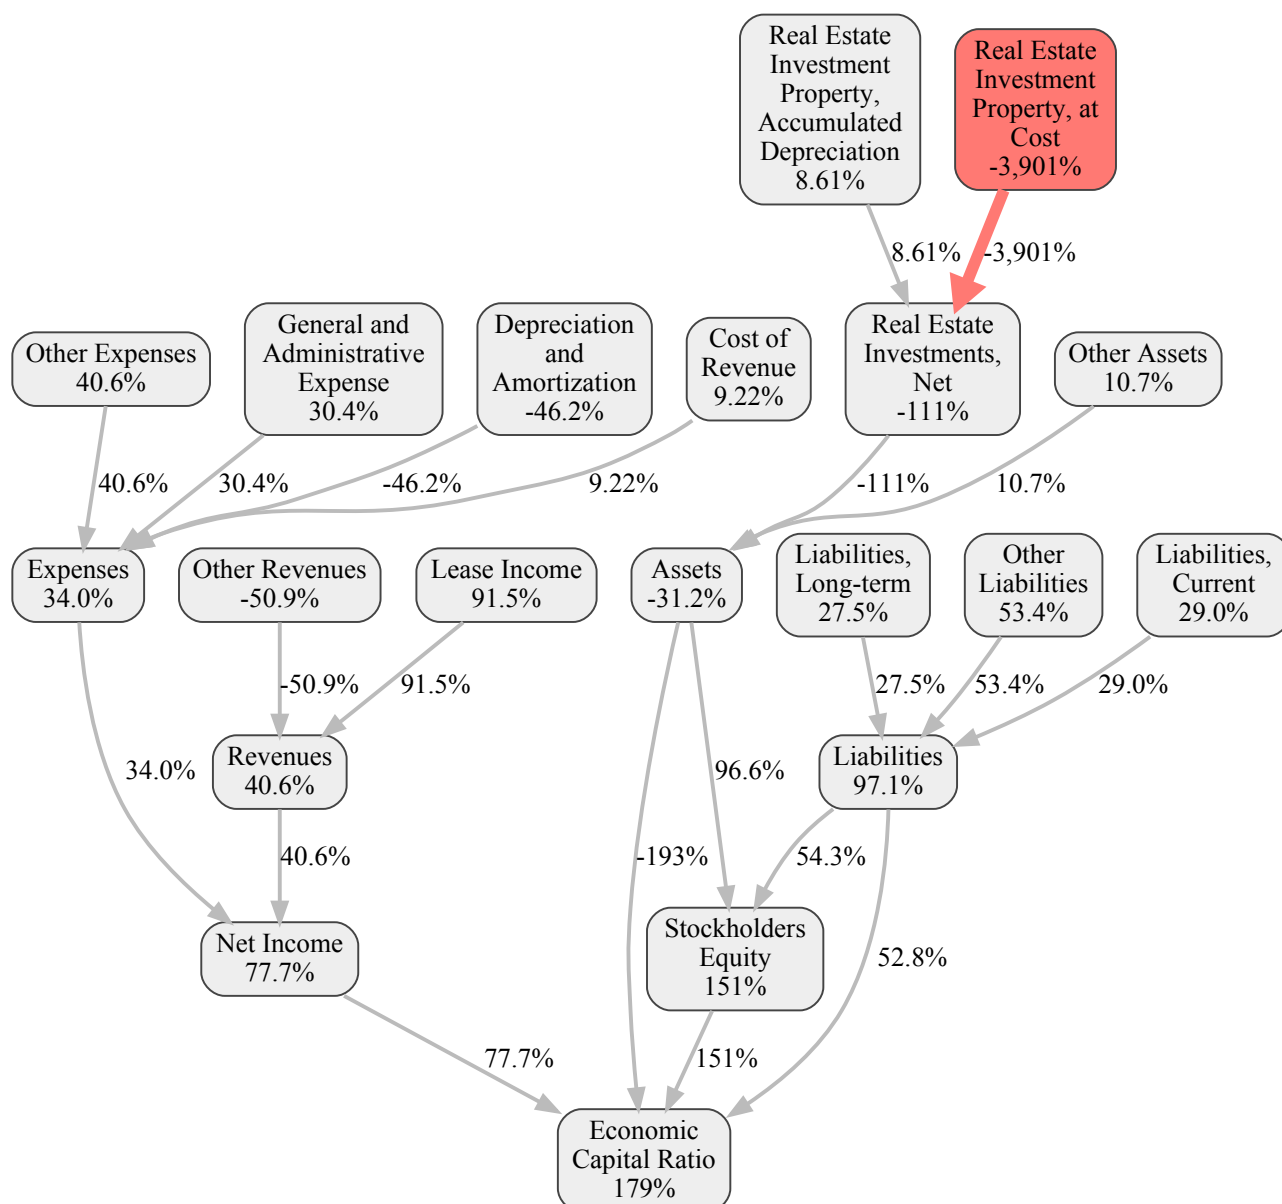 Real Estate
Investment
Property,
Accumulated
Depreciation
8.61%
Real Estate
Investment
Property, at
Cost
-3,901%
8.61%
-3,901%
Other Expenses
40.6%
General and
Administrative
Expense
30.4%
Depreciation
and
Amortization
-46.2%
Cost of
Revenue
9.22%
Real Estate
Investments,
Net
-111%
Other Assets
10.7%
40.6%
30.4%
-46.2%
9.22%
-111%
10.7%
Expenses
34.0%
Other Revenues
-50.9%
Lease Income
91.5%
Assets
-31.2%
Liabilities,
Long-term
27.5%
Other
Liabilities
53.4%
Liabilities,
Current
29.0%
-50.9%
91.5%
27.5%
53.4%
29.0%
34.0%
Revenues
40.6%
96.6%
Liabilities
97.1%
40.6%
-193%
54.3%
Net Income
77.7%
Stockholders
Equity
151%
52.8%
77.7%
151%
Economic
Capital Ratio
179%